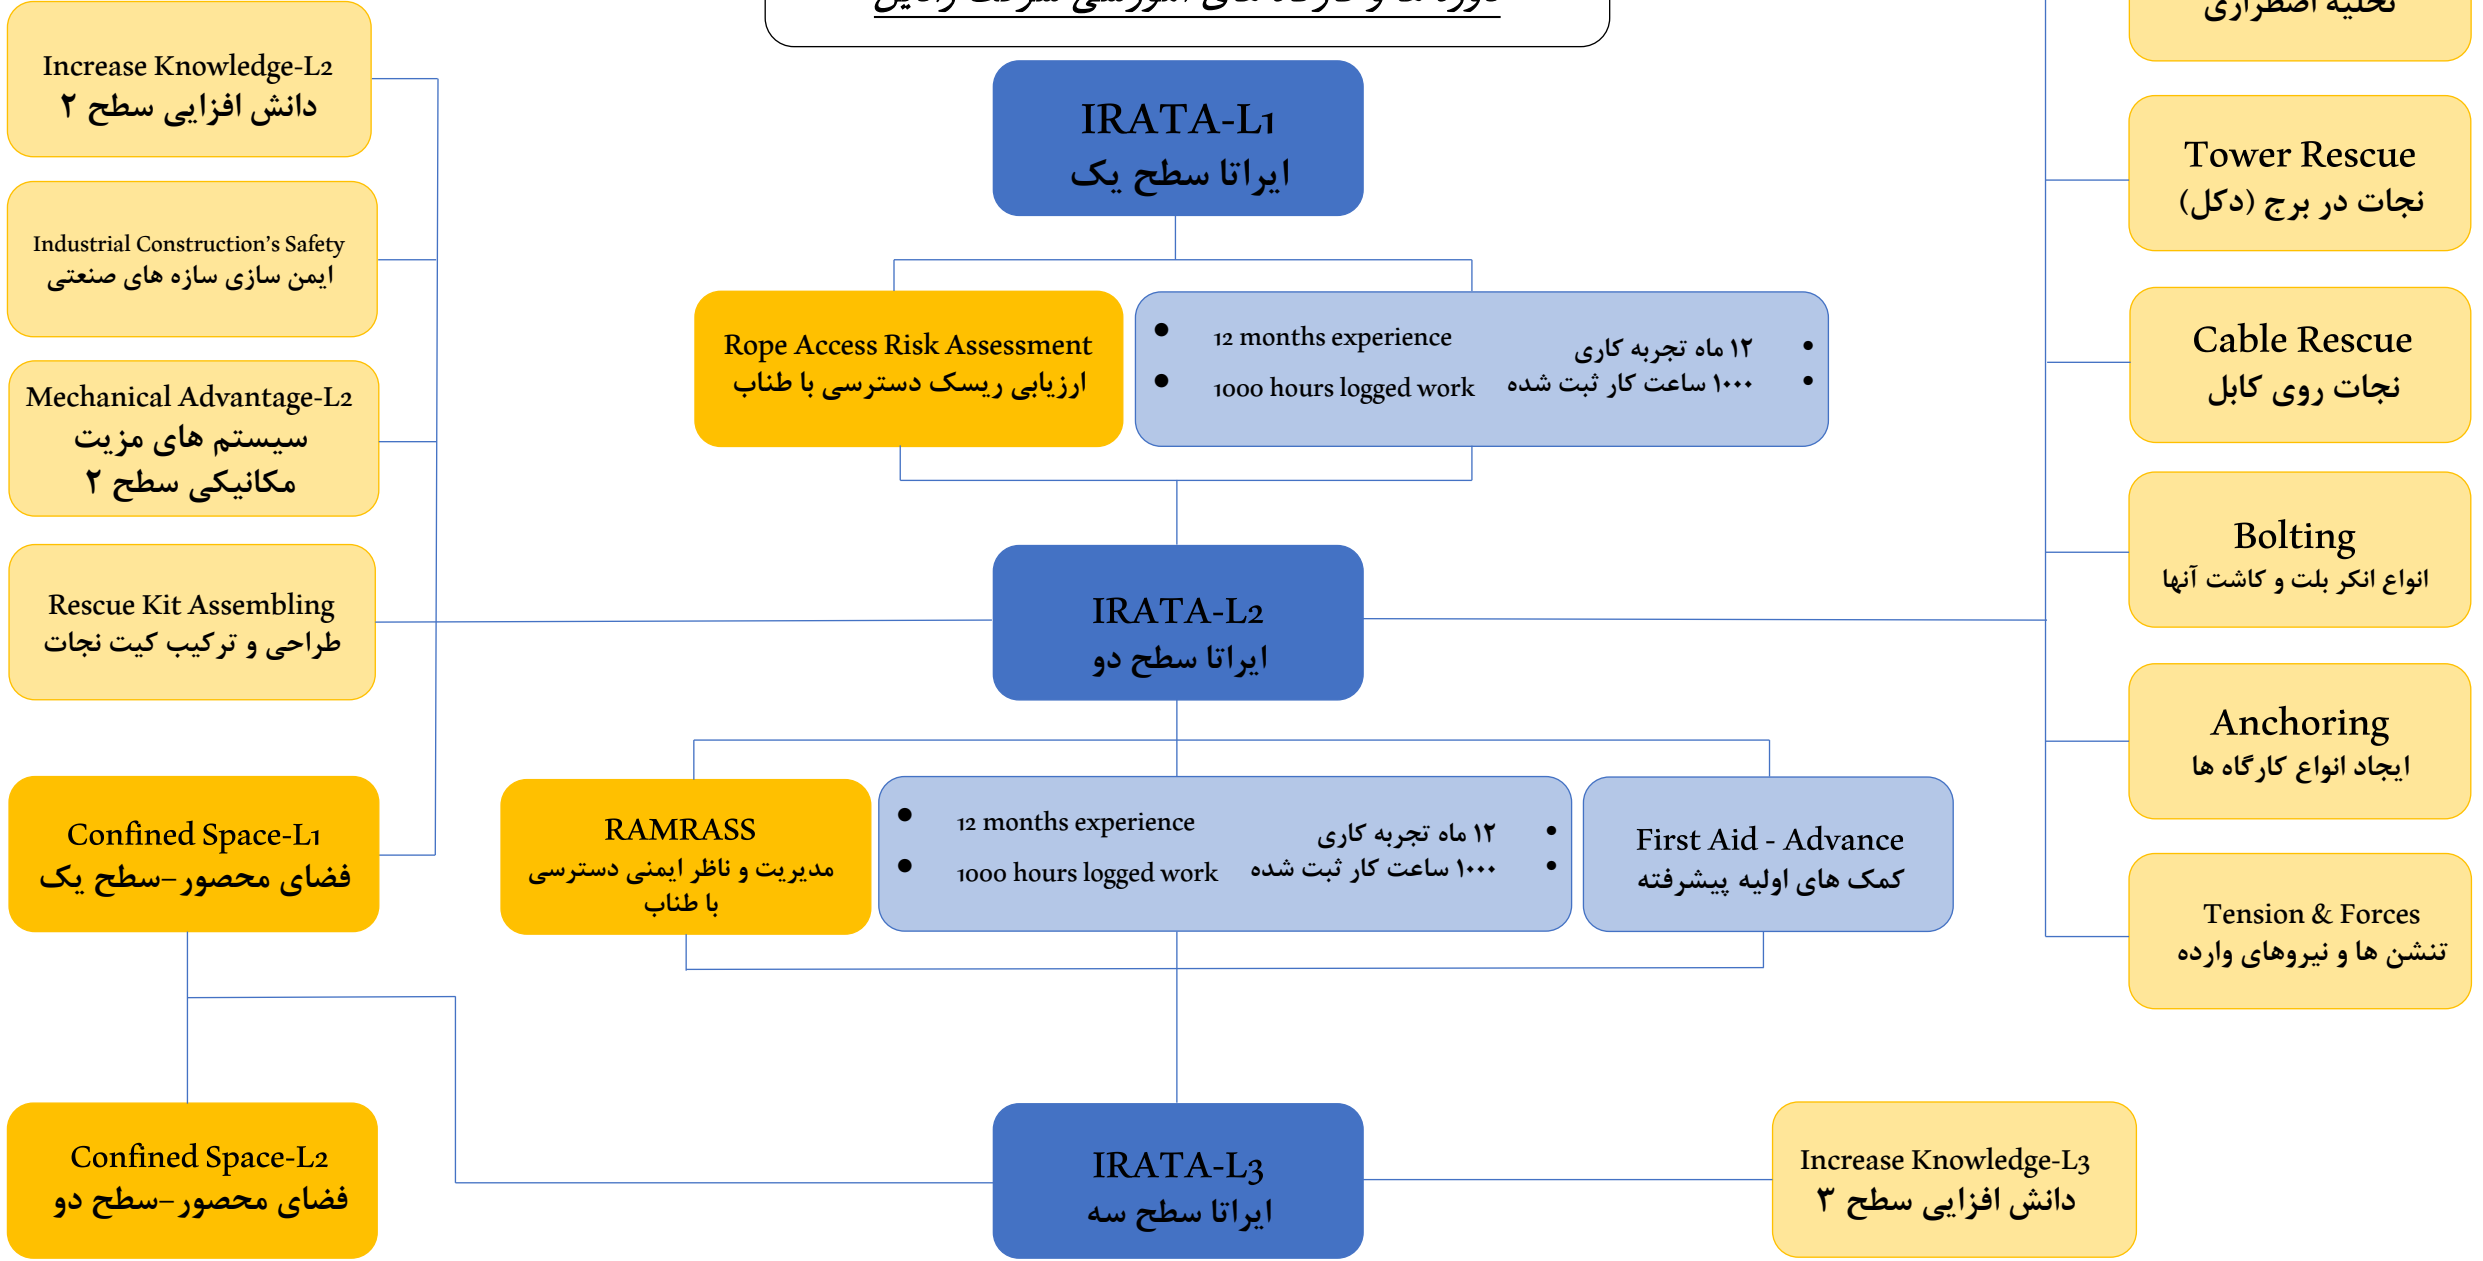 Increase Knowledge-L2
دانش افزایی سطح ۲
Industrial Construction's Safety
ایمن سازی سازه های صنعتی
Mechanical Advantage-L2
سیستم های مزیت
مکانیکی سطح ۲
Rescue Kit Assembling
طراحی و ترکیب کیت نجات
Confined Space-L1
فضای محصور-سطح یک
Confined Space-L2
فضای محصور-سطح دو
IRATA-L1
ایراتا سطح یک
Rope Access Risk Assessment
ارزیابی ریسک دسترسی با طناب
• 12 months experience
• 1000 hours logged work
• ۱۲ ماه تجربه کاری
• ۱۰۰۰ ساعت کار ثبت شده
IRATA-L2
ایراتا سطح دو
RAMRASS
مدیریت و ناظر ایمنی دسترسی
با طناب
• 12 months experience
• 1000 hours logged work
• ۱۲ ماه تجربه کاری
• ۱۰۰۰ ساعت کار ثبت شده
First Aid - Advance
کمک های اولیه پیشرفته
IRATA-L3
ایراتا سطح سه
Increase Knowledge-L3
دانش افزایی سطح ۳
تخلیه اضطراری
Tower Rescue
نجات در برج (دکل)
Cable Rescue
نجات روی کابل
Bolting
انواع انکر بلت و کاشت آنها
Anchoring
ایجاد انواع کارگاه ها
Tension & Forces
تنشن ها و نیروهای وارده